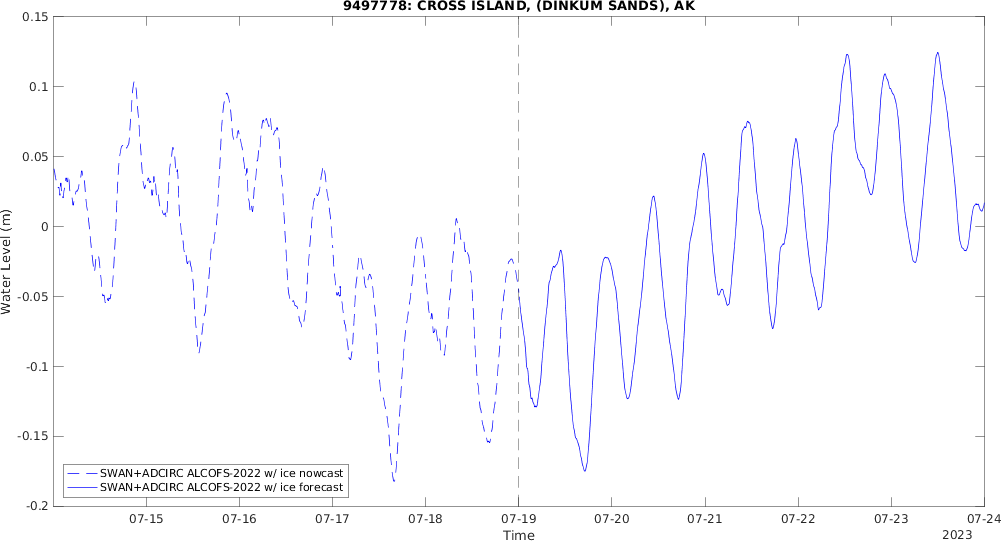 9497778: CROSS ISLAND, (DINKUM SANDS), AK
0.15
0.1
0.05
0
-0.05
-0.1
-0.15
-0.2
Water Level (m)
SWAN+ADCIRC ALCOFS-2022 w/ ice nowcast
SWAN+ADCIRC ALCOFS-2022 w/ ice forecast
07-15 07-16 07-17 07-18 07-19 07-20 07-21 07-22 07-23 07-24
Time
2023